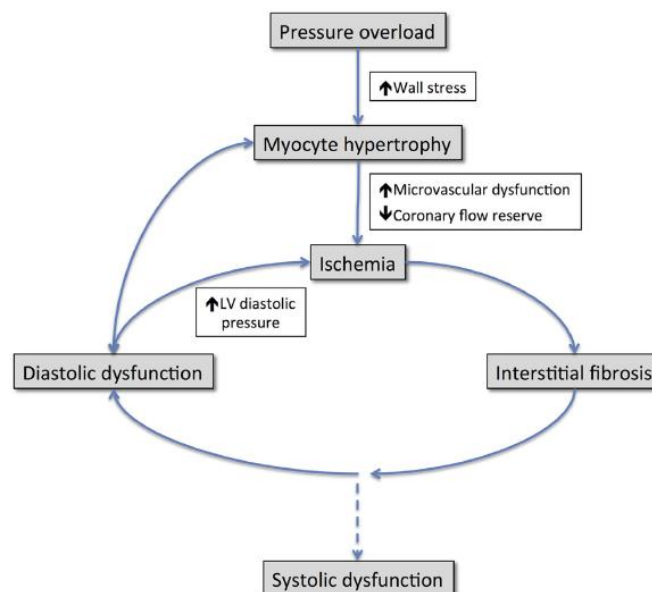 Pressure overload
↑Wall stress
Myocyte hypertrophy
↑Microvascular dysfunction
↓Coronary flow reserve
Ischemia
↑LV diastolic
pressure
Diastolic dysfunction
Interstitial fibrosis
Systolic dysfunction